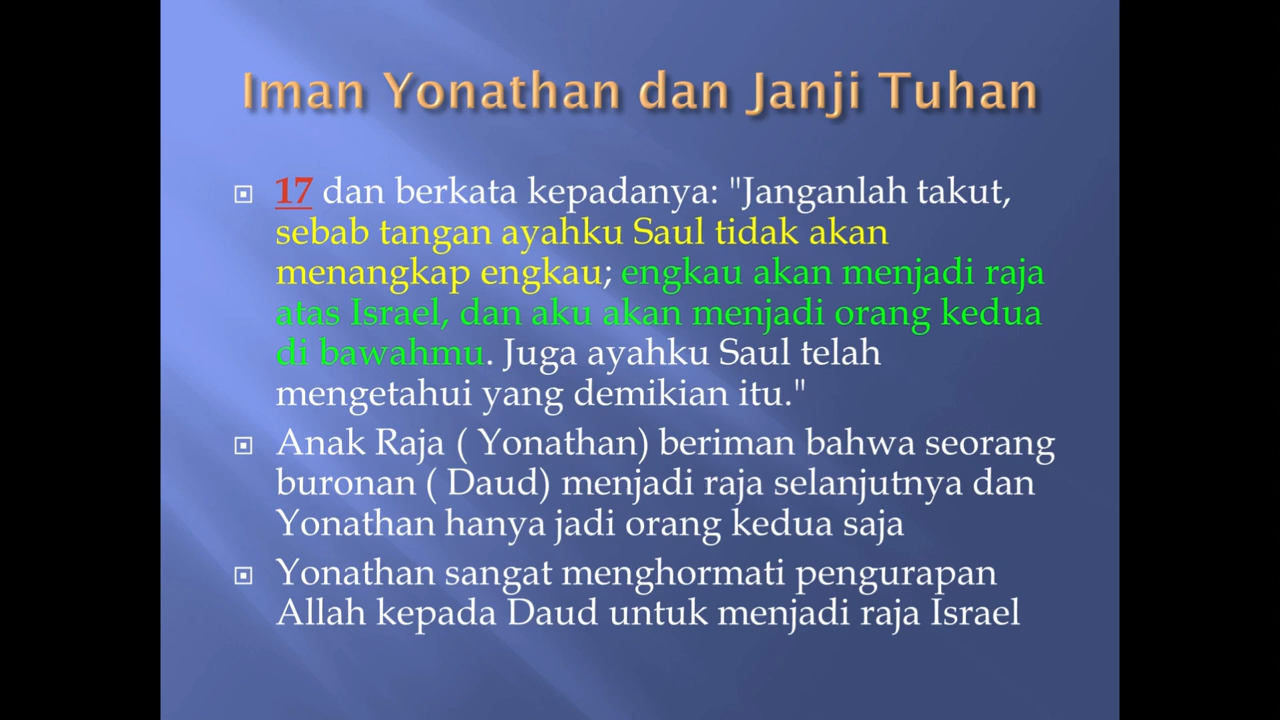 Iman Yonathan dan Janji Tuhan
17 dan berkata kepadanya: "Janganlah takut,
sebab tangan ayahku Saul tidak akan
menangkap engkau; engkau akan menjadi raja
atas Israel, dan aku akan menjadi orang kedua
di bawahmu. Juga ayahku Saul telah
mengetahui yang demikian itu."
Anak Raja ( Yonathan) beriman bahwa seorang
buronan ( Daud) menjadi raja selanjutnya dan
Yonathan hanya jadi orang kedua saja
Yonathan sangat menghormati pengurapan
Allah kepada Daud untuk menjadi raja Israel